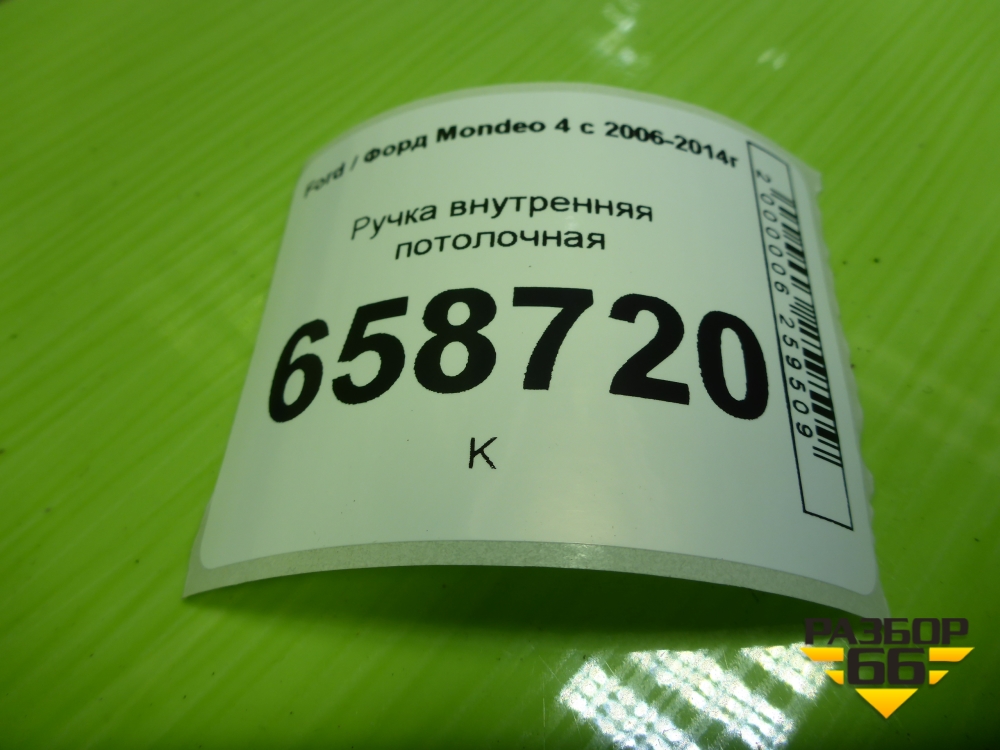 Ford / Форд Mondeo 4 с 2006-2014г
Ручка внутренняя
потолочная
658720
К
2000006259509
РАЗБОР
66